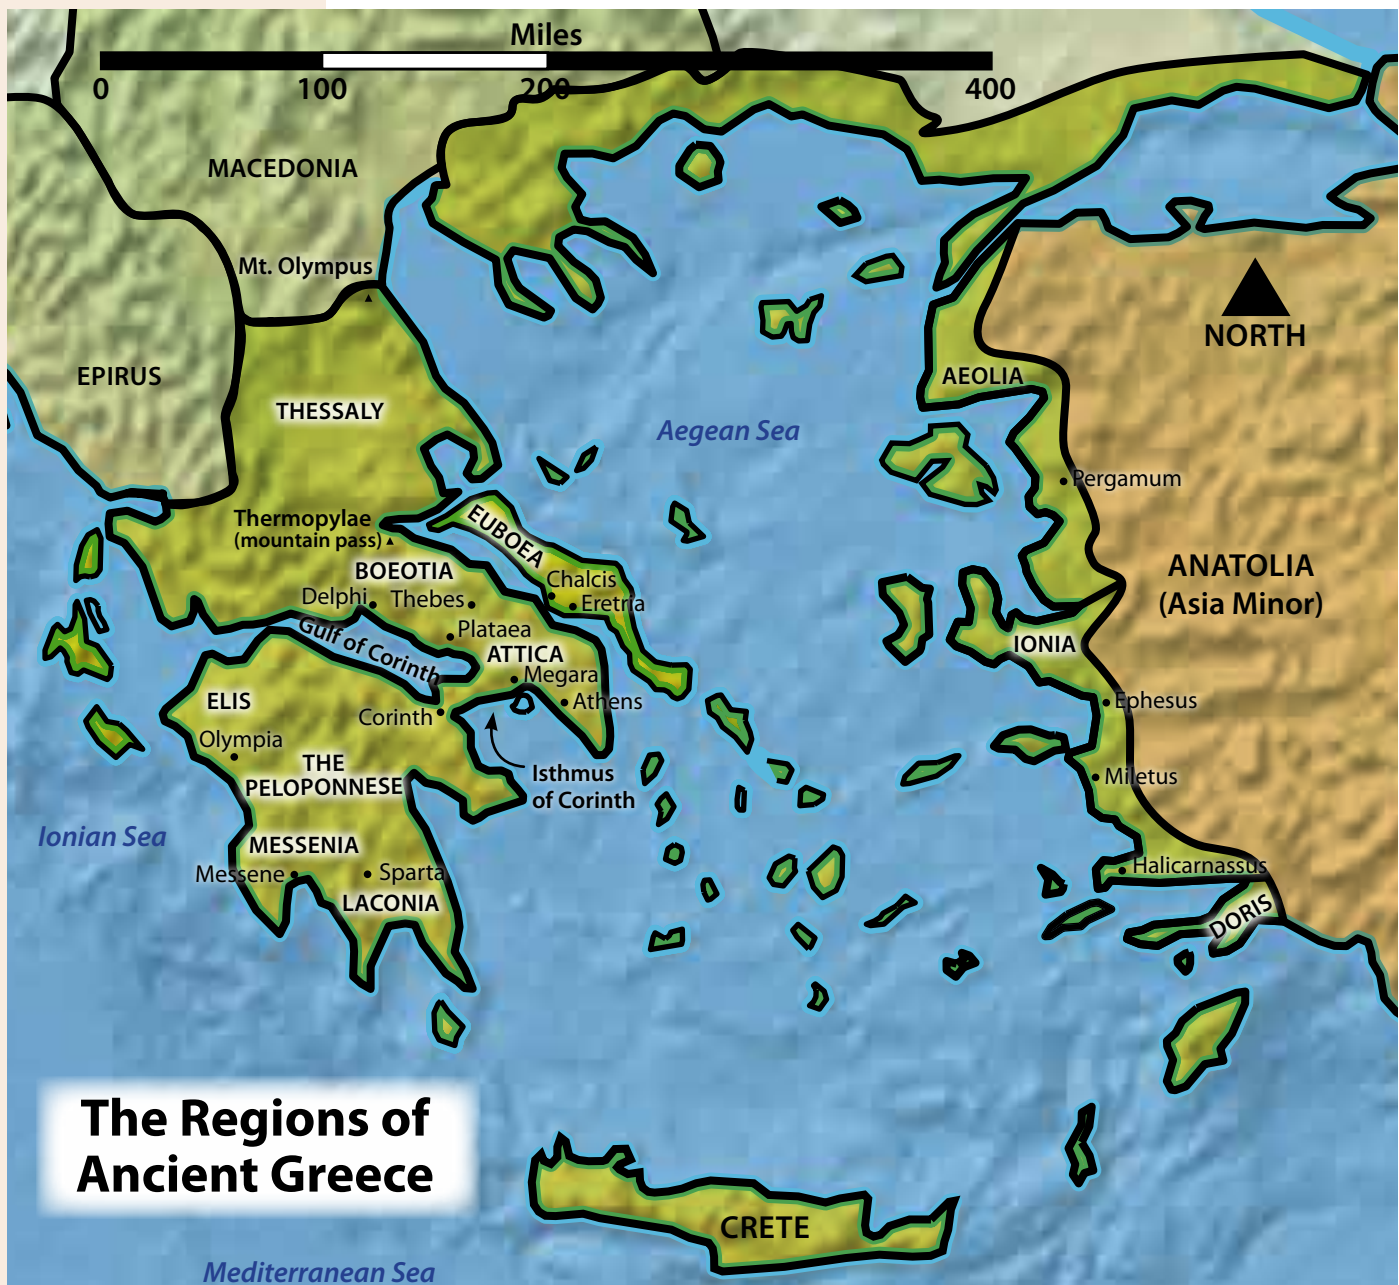 Miles
0 100 200 400
MACEDONIA
Mt. Olympus
NORTH
EPIRUS
AEOLIA
THESSALY
Aegean Sea
Pergamum
Thermopylae
(mountain pass)
EUBOEA
ANATOLIA
(Asia Minor)
BOEOTIA
Chalcis
Delphi
Thebes
Eretria
Gulf of Corinth
Plataea
ATTICA
IONIA
Megara
ELIS
Athens
Ephesus
Corinth
Olympia
THE
PELOPONNESE
Isthmus
of Corinth
Miletus
Ionian Sea
MESSENIA
Messene
Sparta
Halicarnassus
LACONIA
DORIS
The Regions of
Ancient Greece
CRETE
Mediterranean Sea